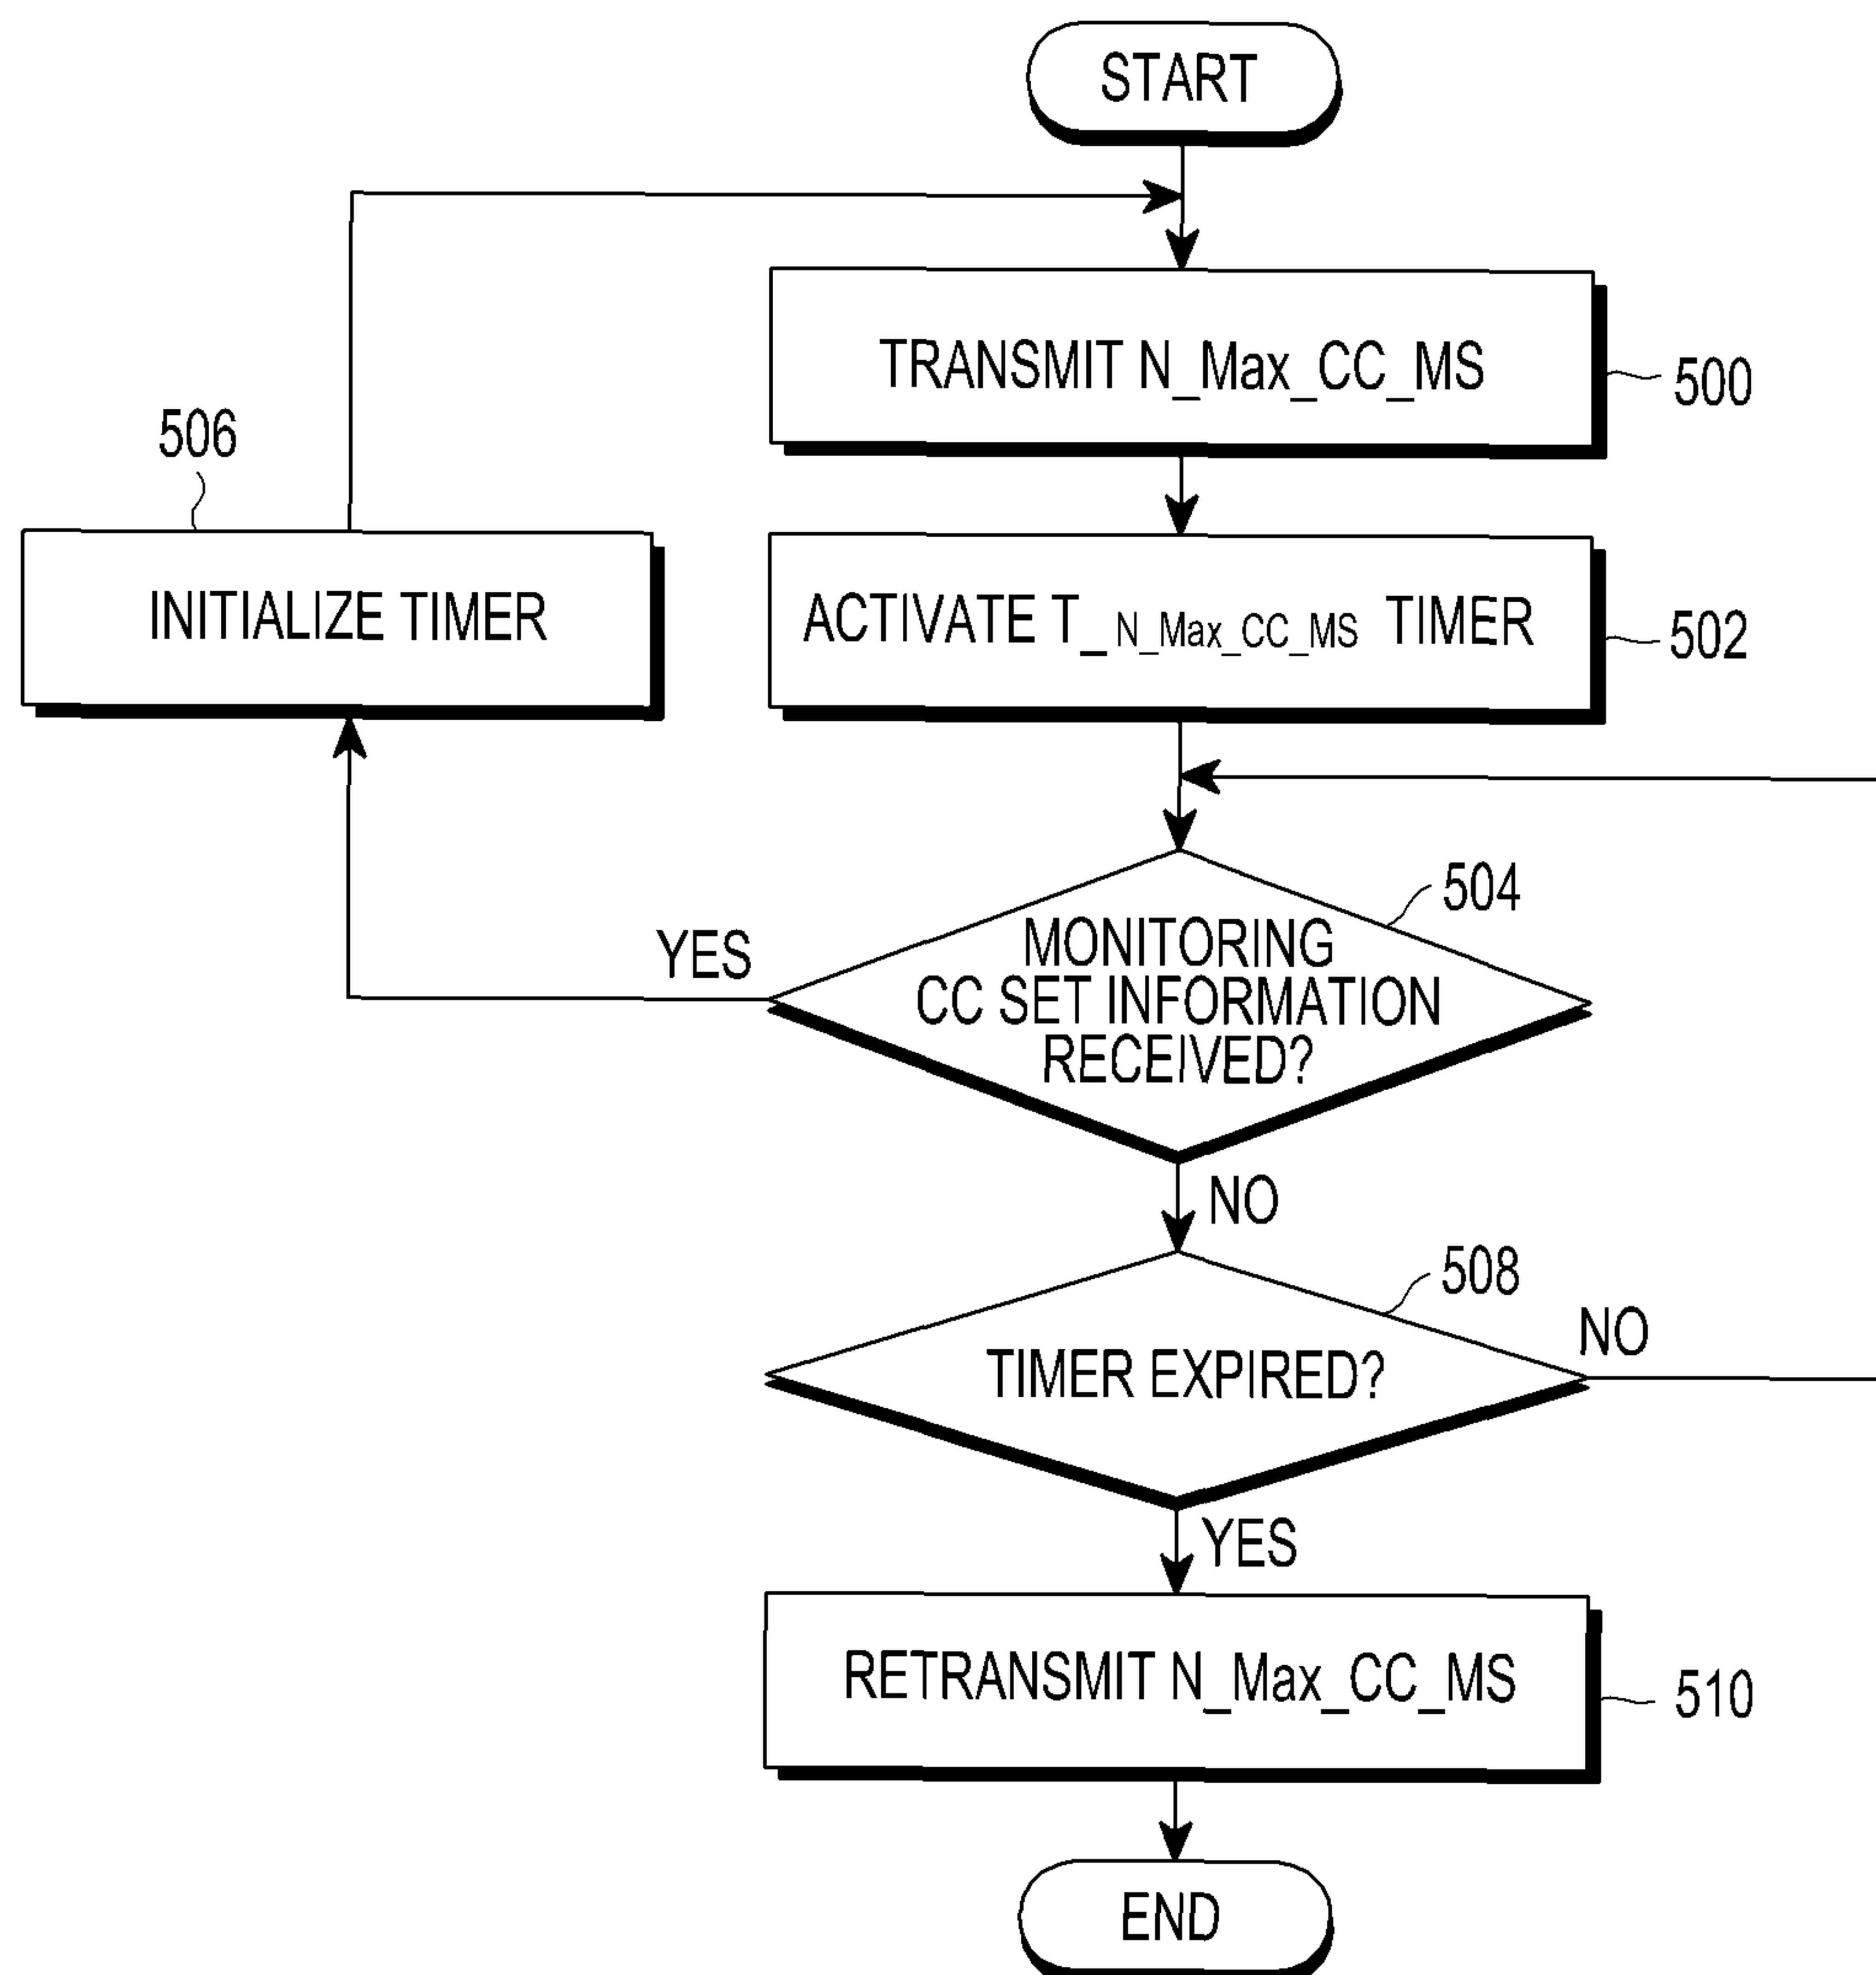 START
TRANSMIT N_Max_CC_MS
500
506
INITIALIZE TIMER
ACTIVATE T_N_Max_CC_MS TIMER
502
504
YES
MONITORING
CC SET INFORMATION
RECEIVED?
NO
508
NO
TIMER EXPIRED?
YES
RETRANSMIT N_Max_CC_MS
510
END